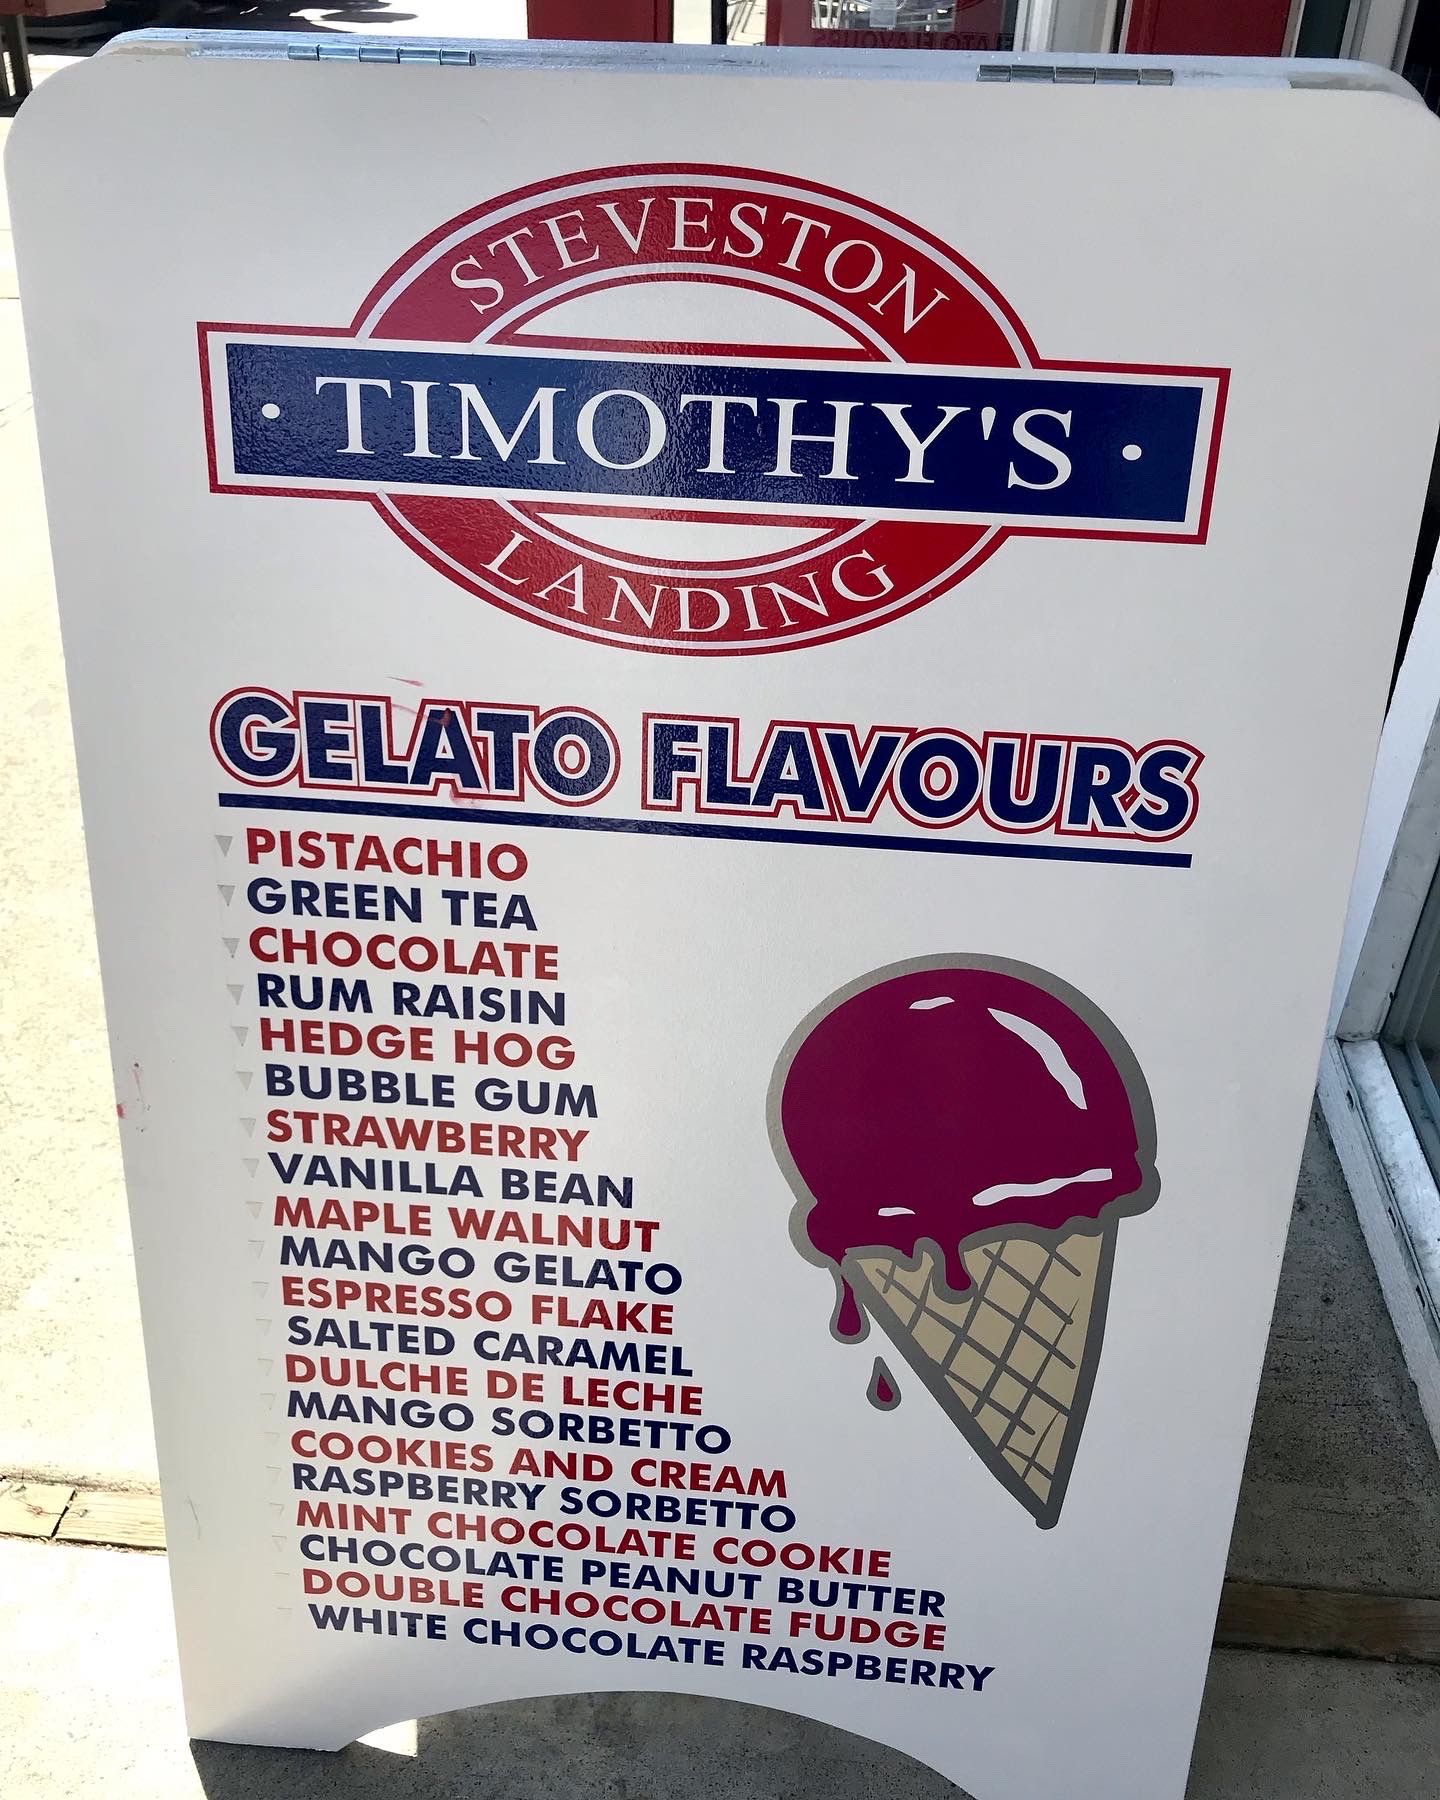 STEVESTON
· TIMOTHY'S ·
LANDING
GELATO FLAVOURS
PISTACHIO
GREEN TEA
CHOCOLATE
RUM RAISIN
HEDGE HOG
BUBBLE GUM
STRAWBERRY
VANILLA BEAN
MAPLE WALNUT
MANGO GELATO
ESPRESSO FLAKE
SALTED CARAMEL
DULCHE DE LECHE
MANGO SORBETTO
COOKIES AND CREAM
RASPBERRY SORBETTO
MINT CHOCOLATE COOKIE
CHOCOLATE PEANUT BUTTER
DOUBLE CHOCOLATE FUDGE
WHITE CHOCOLATE RASPBERRY